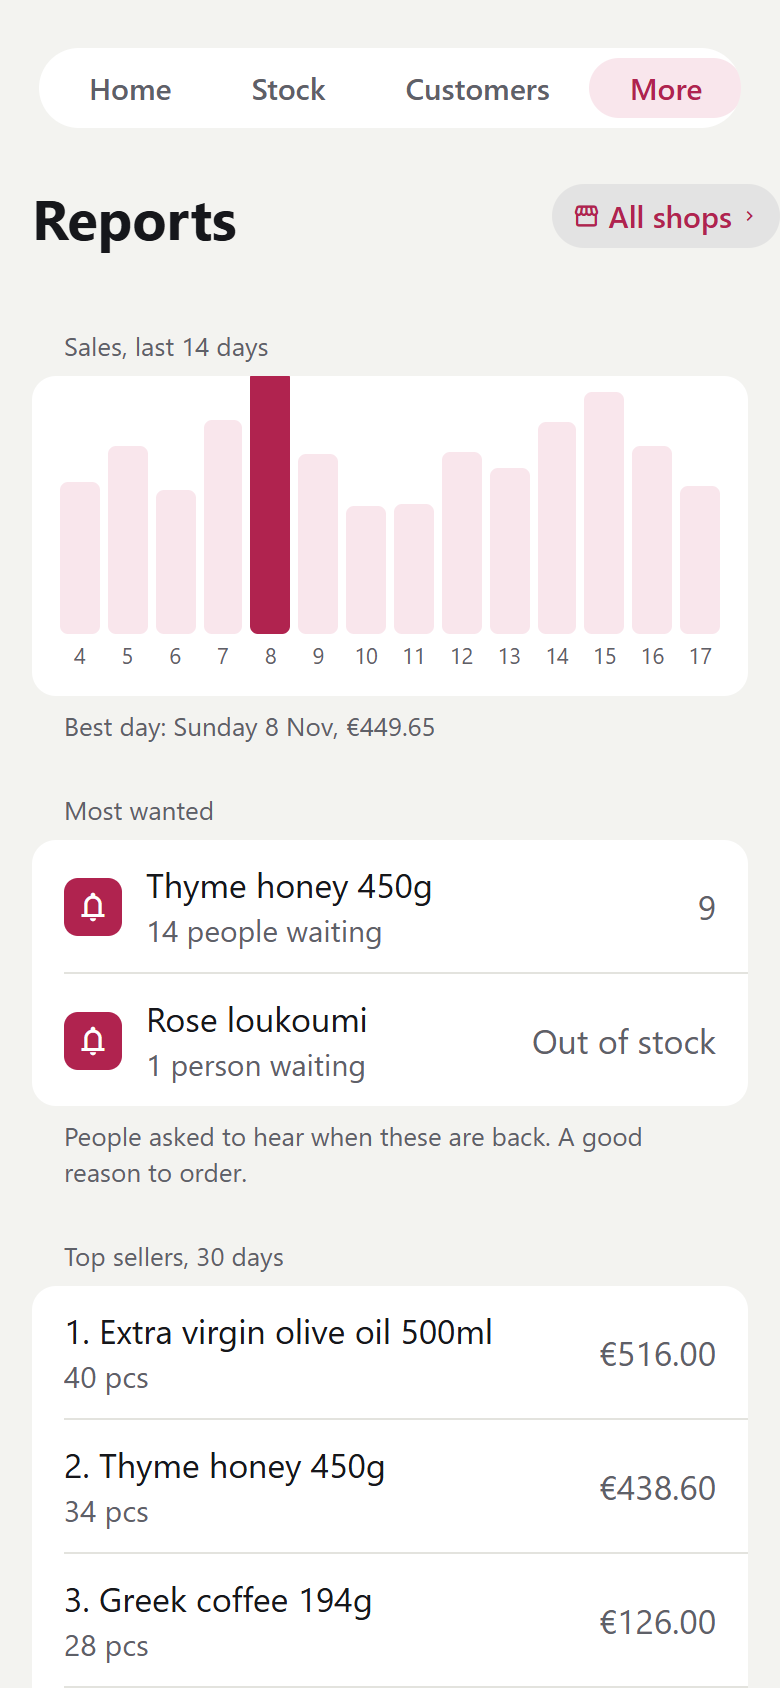 Home Stock Customers More
Reports
All shops
Sales, last 14 days
4 5 6 7 8 9 10 11 12 13 14 15 16 17
Best day: Sunday 8 Nov, €449.65
Most wanted
Thyme honey 450g
14 people waiting
9
Rose loukoumi
1 person waiting
Out of stock
People asked to hear when these are back. A good
reason to order.
Top sellers, 30 days
1. Extra virgin olive oil 500ml
40 pcs
€516.00
2. Thyme honey 450g
34 pcs
€438.60
3. Greek coffee 194g
28 pcs
€126.00